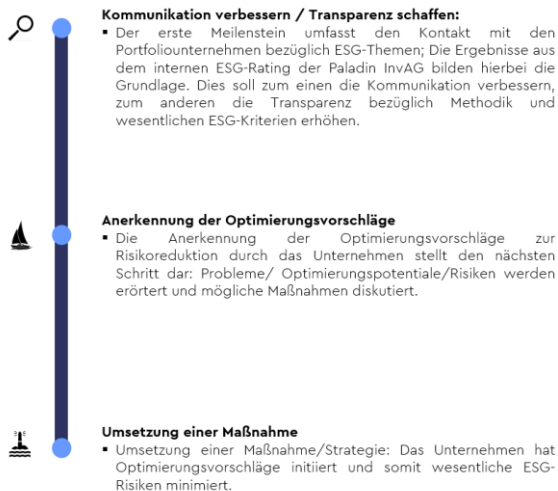 Kommunikation verbessern / Transparenz schaffen:
▪ Der erste Meilenstein umfasst den Kontakt mit den
Portfoliounternehmen bezüglich ESG-Themen; Die Ergebnisse aus
dem internen ESG-Rating der Paladin InvAG bilden hierbei die
Grundlage. Dies soll zum einen die Kommunikation verbessern,
zum anderen die Transparenz bezüglich Methodik und
wesentlichen ESG-Kriterien erhöhen.
Anerkennung der Optimierungsvorschläge
▪ Die Anerkennung der Optimierungsvorschläge zur
Risikoreduktion durch das Unternehmen stellt den nächsten
Schritt dar: Probleme/ Optimierungspotentiale/Risiken werden
erörtert und mögliche Maßnahmen diskutiert.
Umsetzung einer Maßnahme
▪ Umsetzung einer Maßnahme/Strategie: Das Unternehmen hat
Optimierungsvorschläge initiiert und somit wesentliche ESG-
Risiken minimiert.